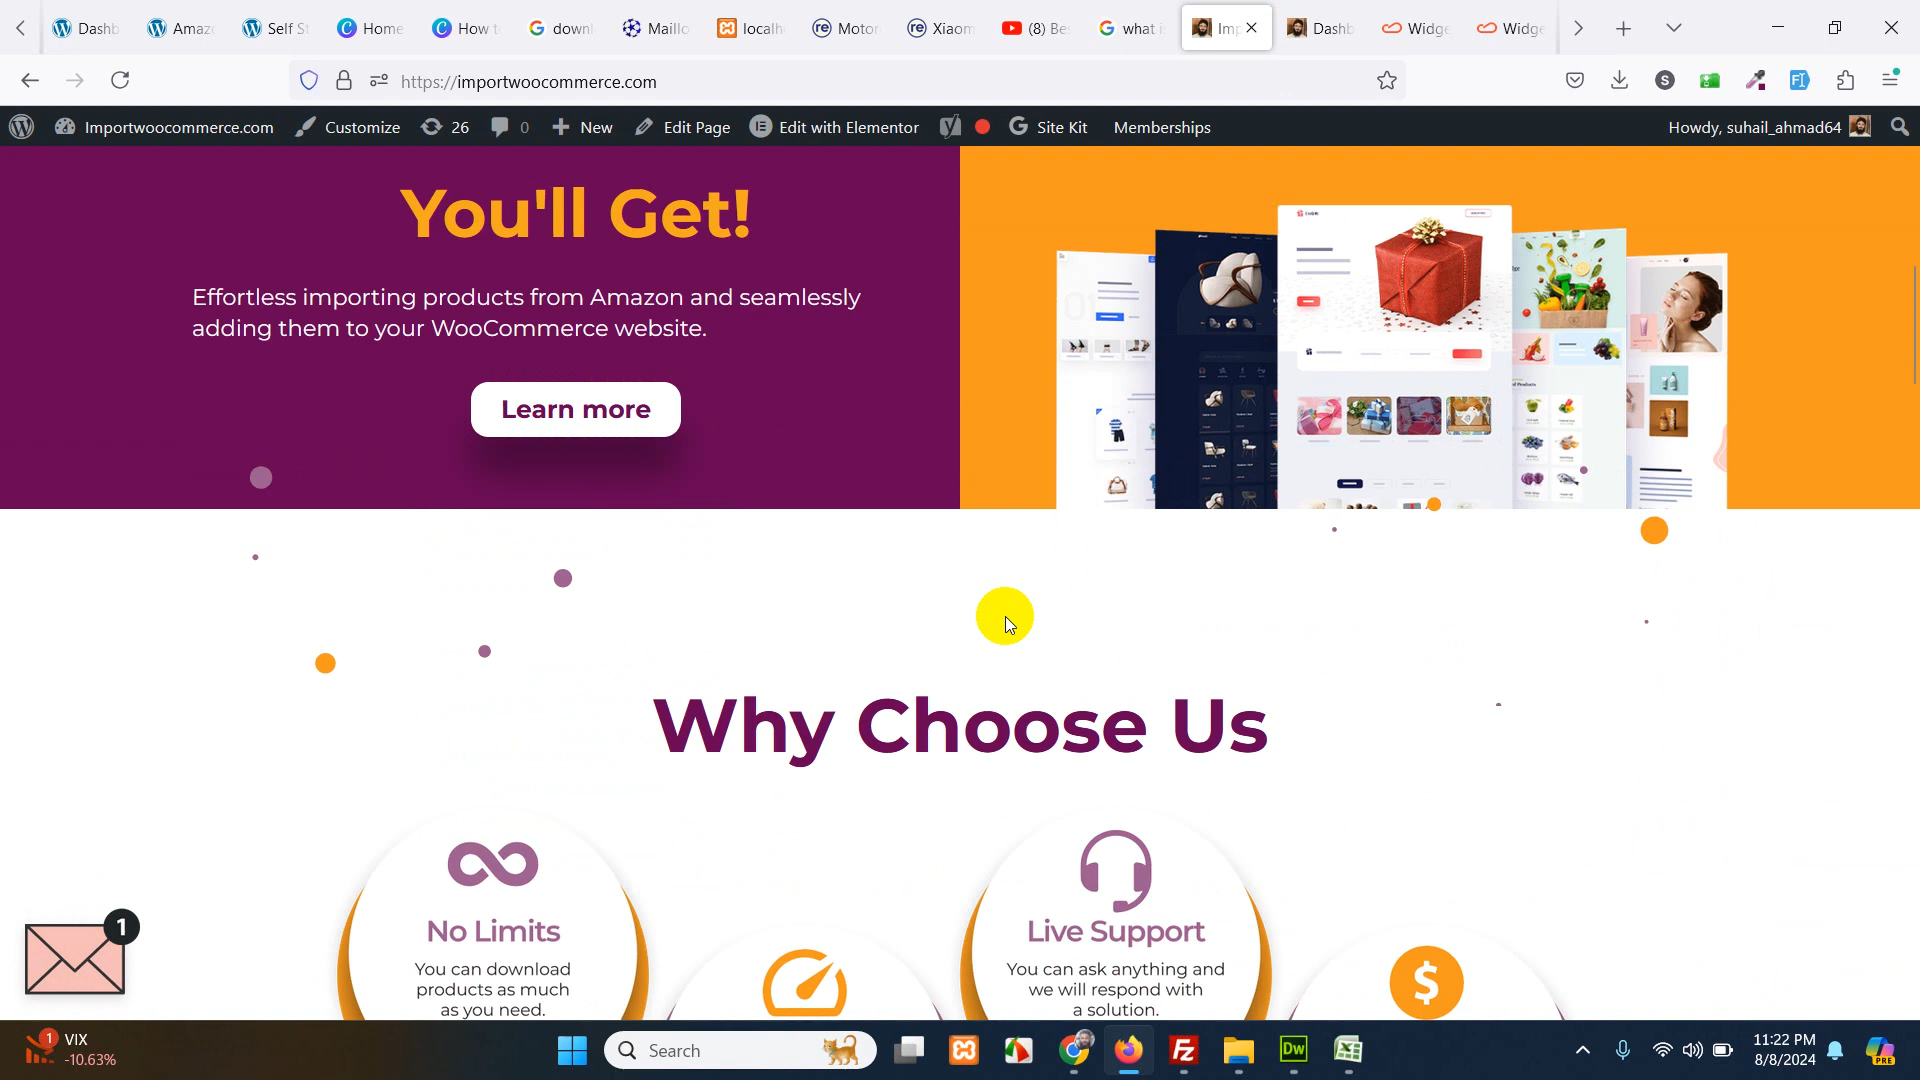 Dashb
Amazo
Self St
Home
How t
downl
Maillo
localh
Motor
Xiaom
(8) Bes
what i
Imp
Dashb
Widge
Widge
https://importwoocommerce.com
Importwoocommerce.com
Customize
26
0
New
Edit Page
Edit with Elementor
Site Kit
Memberships
Howdy, suhail_ahmad64
You'll Get!
Effortless importing products from Amazon and seamlessly
adding them to your WooCommerce website.
Learn more
Why Choose Us
No Limits
You can download
products as much
as you need.
Live Support
You can ask anything and
we will respond with
a solution.
1
1
VIX
-10.63%
Search
11:22 PM
8/8/2024